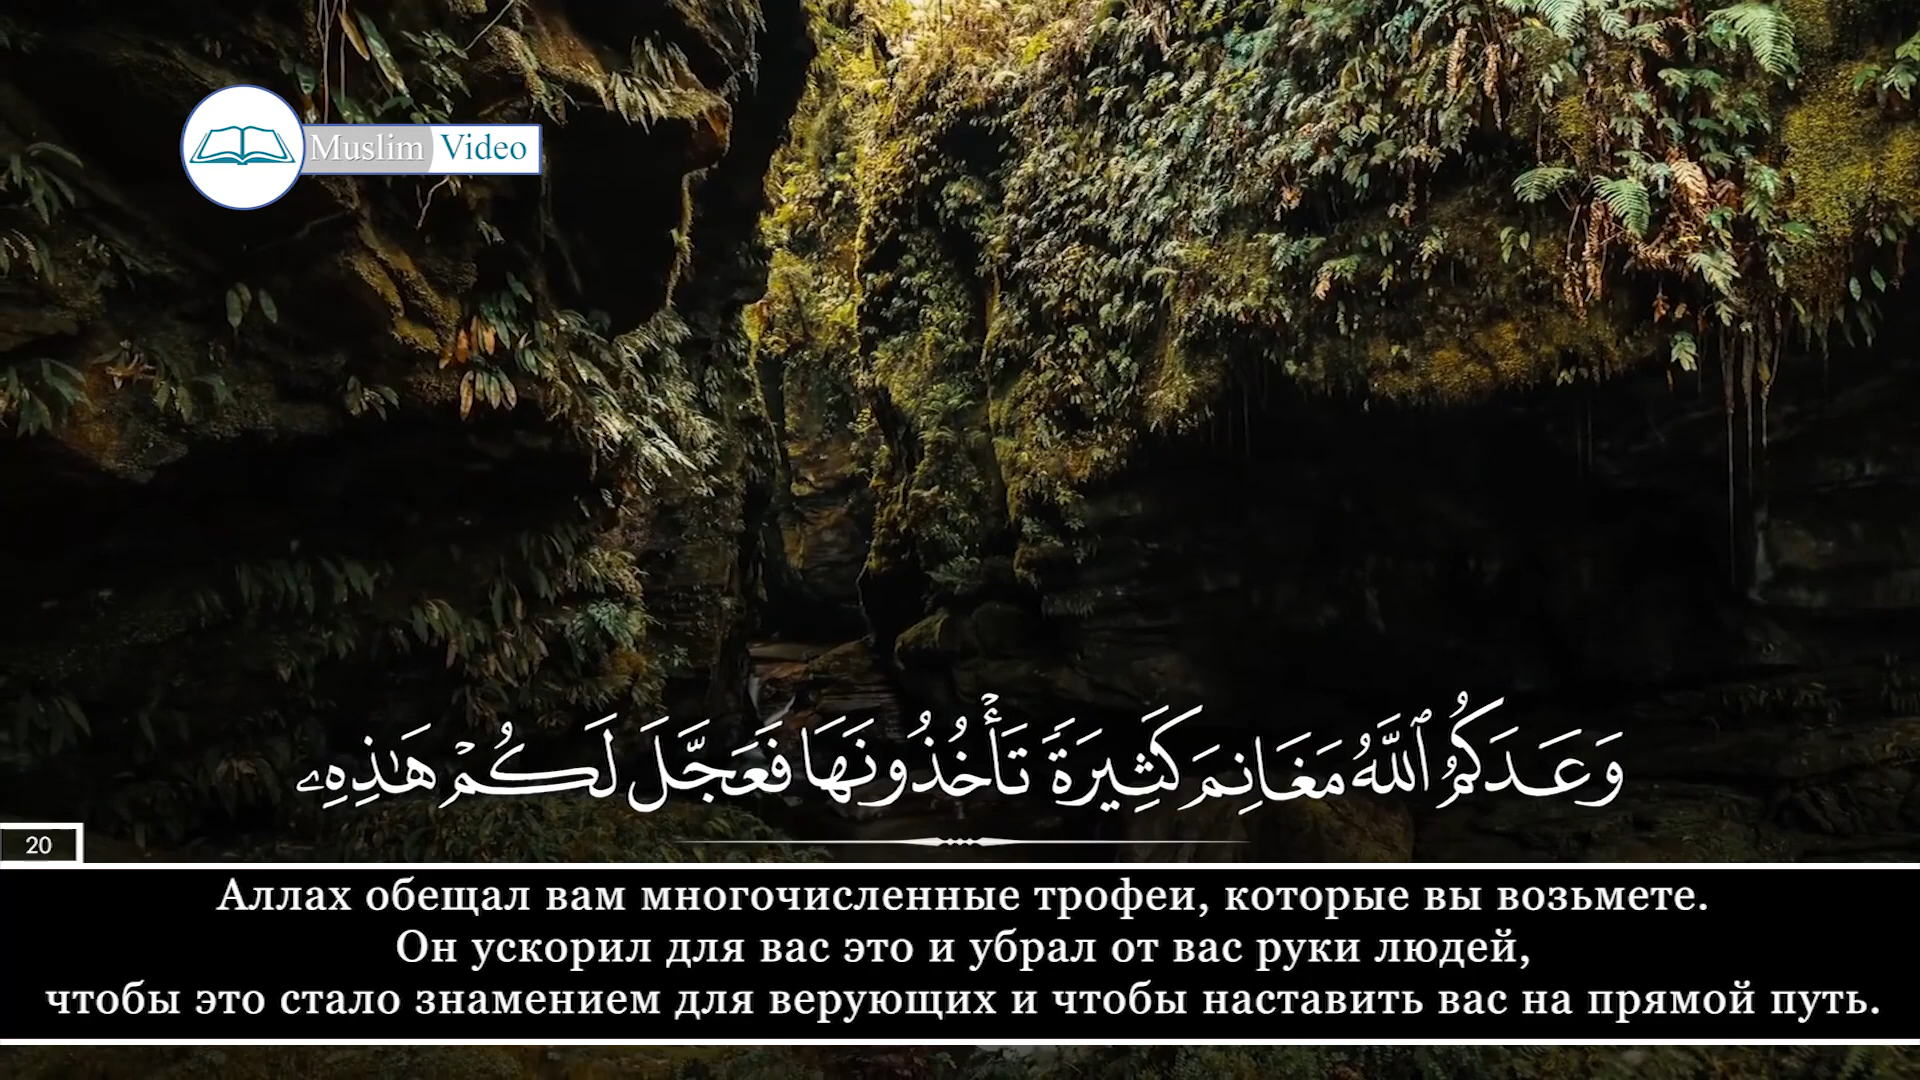 Muslim Video
وَعَدَكُمُ ٱللَّهُ مَغَانِمَ كَثِيرَةٗ تَأۡخُذُونَهَا فَعَجَّلَ لَكُمۡ هَٰذِهِۦ
20
Аллах обещал вам многочисленные трофеи, которые вы возьмете.
Он ускорил для вас это и убрал от вас руки людей,
чтобы это стало знамением для верующих и чтобы наставить вас на прямой путь.